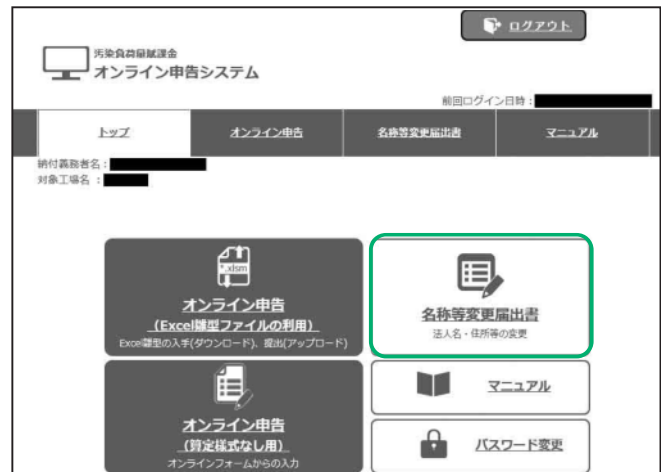 ログアウト
汚染負荷量賦課金
オンライン申告システム
前回ログイン日時：
トップ
オンライン申告
名称等変更届出書
マニュアル
納付義務者名：
対象工場名 ：
*.xlsm
オンライン申告
（Excel雛型ファイルの利用）
Excel雛型の入手(ダウンロード)、提出(アップロード)
名称等変更届出書
法人名・住所等の変更
オンライン申告
（算定様式なし用）
オンラインフォームからの入力
マニュアル
パスワード変更